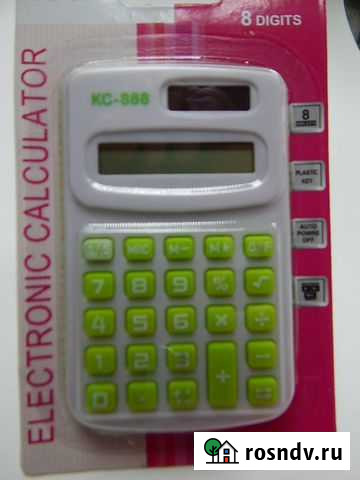 8 DIGITS
ELECTRONIC CALCULATOR
KC-888
8
PLASTIC
KEY
AUTO
POWRE
OFF
7 8 9 % √
4 5 6 × ÷
1 2 3 −
0 . +
rosndv.ru